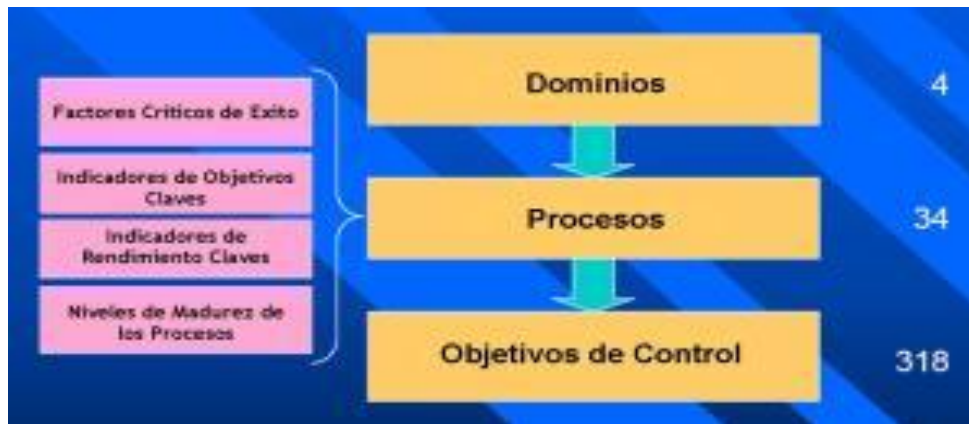 Factores Críticos de Exito
Indicadores de Objetivos
Claves
Indicadores de
Rendimiento Claves
Niveles de Madurez de
los Procesos
Dominios
4
Procesos
34
Objetivos de Control
318